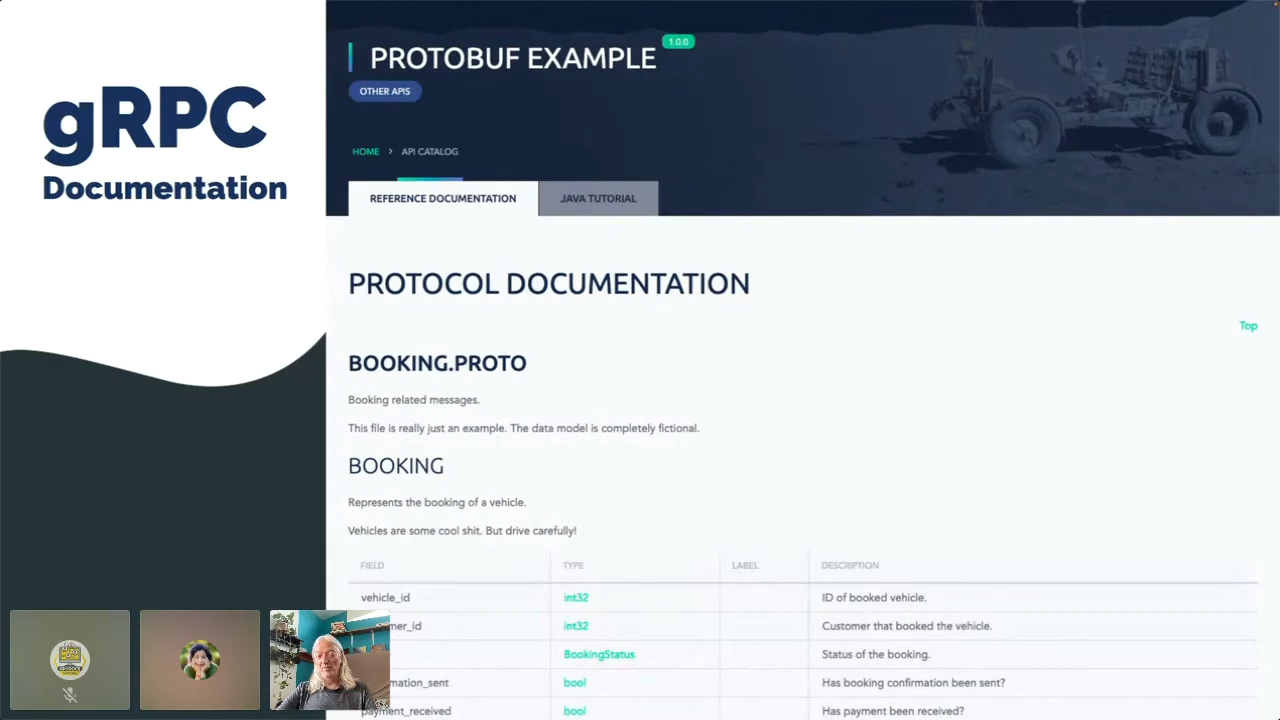 gRPC
Documentation
PROTOBUF EXAMPLE 1.0.0
OTHER APIS
HOME > API CATALOG
REFERENCE DOCUMENTATION JAVA TUTORIAL
PROTOCOL DOCUMENTATION
Top
BOOKING.PROTO
Booking related messages.
This file is really just an example. The data model is completely fictional.
BOOKING
Represents the booking of a vehicle.
Vehicles are some cool shit. But drive carefully!
FIELD TYPE LABEL DESCRIPTION
vehicle_id int32 ID of booked vehicle.
mer_id int32 Customer that booked the vehicle.
BookingStatus Status of the booking.
mation_sent bool Has booking confirmation been sent?
payment_received bool Has payment been received?